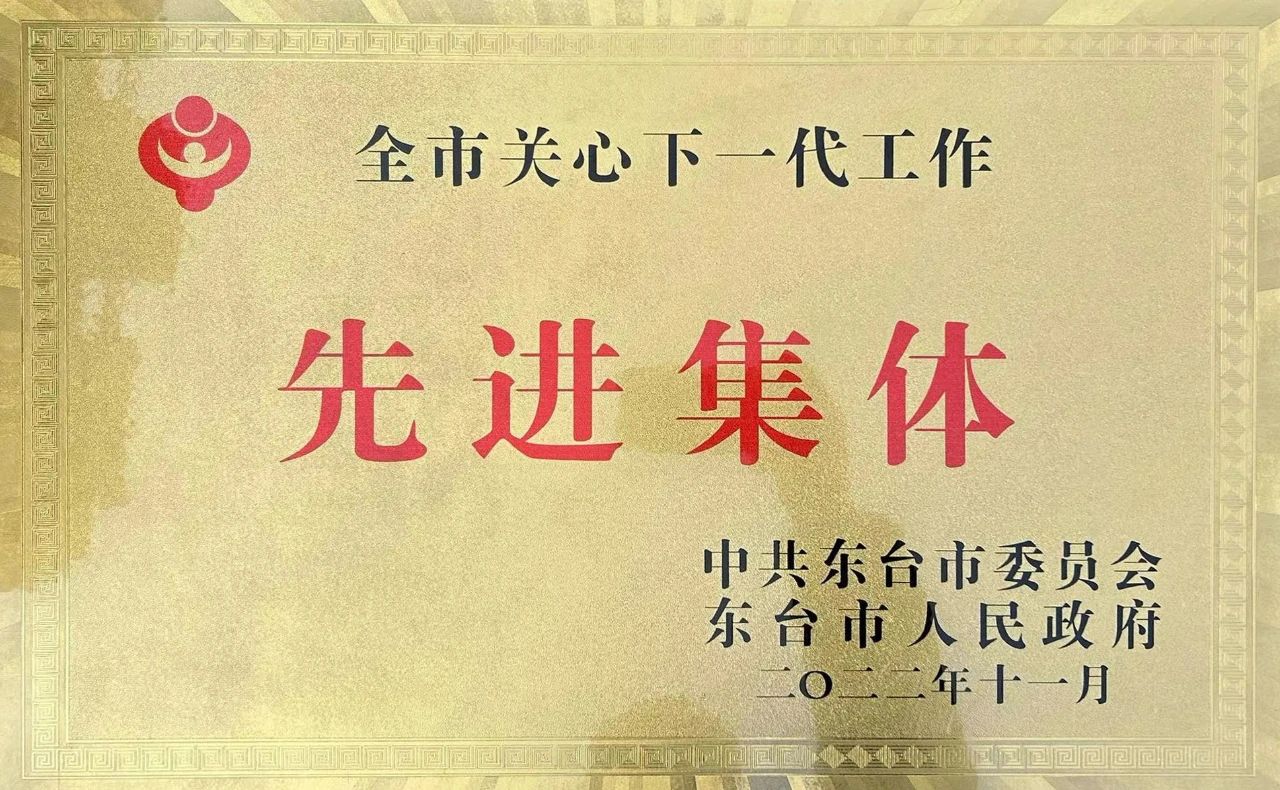 全市关心下一代工作
先进集体
中共东台市委员会
东台市人民政府
二〇二二年十一月